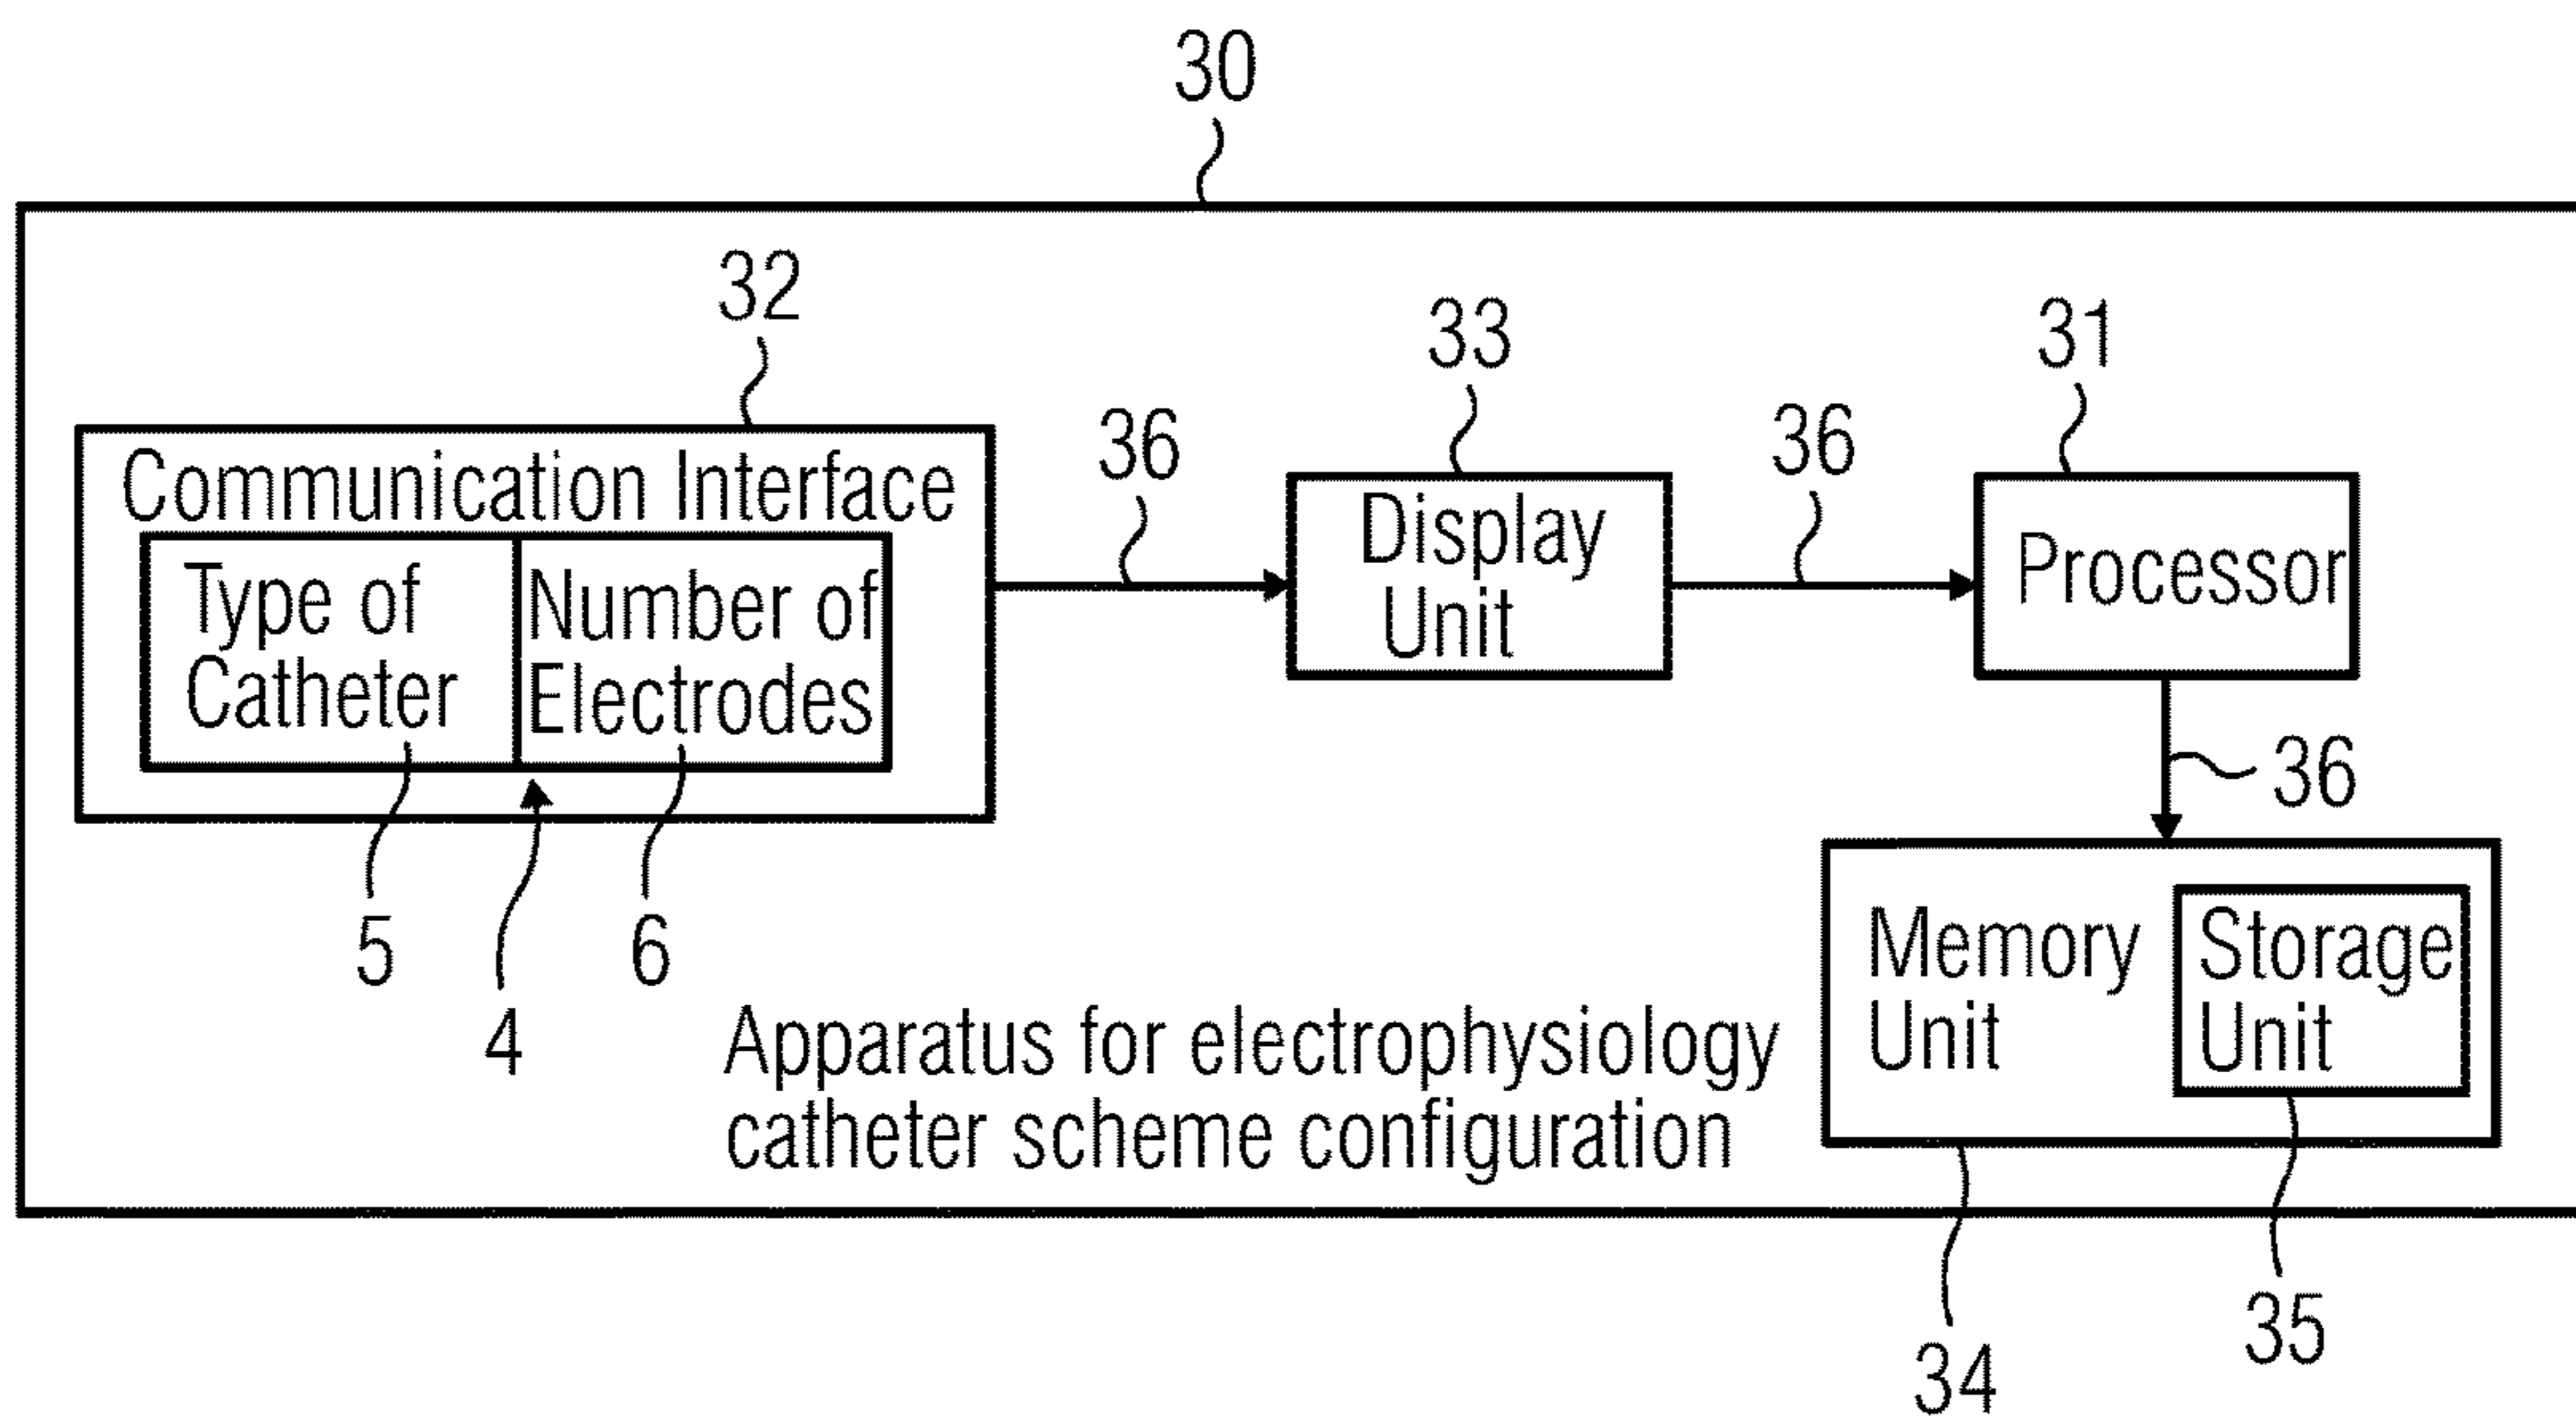 30
32
33
31
36
36
Communication Interface
Type of
Catheter
Number of
Electrodes
Display
Unit
Processor
36
5
6
4
Memory
Unit
Storage
Unit
Apparatus for electrophysiology
catheter scheme configuration
35
34